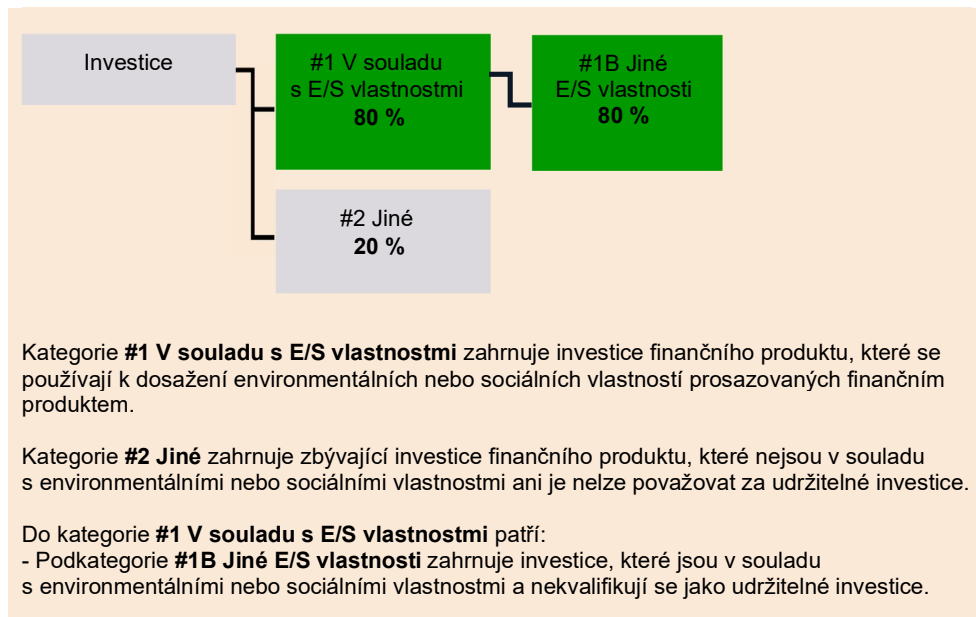 Investice
#1 V souladu
s E/S vlastnostmi
80 %
#1B Jiné
E/S vlastnosti
80 %
#2 Jiné
20 %
Kategorie #1 V souladu s E/S vlastnostmi zahrnuje investice finančního produktu, které se
používají k dosažení environmentálních nebo sociálních vlastností prosazovaných finančním
produktem.
Kategorie #2 Jiné zahrnuje zbývající investice finančního produktu, které nejsou v souladu
s environmentálními nebo sociálními vlastnostmi ani je nelze považovat za udržitelné investice.
Do kategorie #1 V souladu s E/S vlastnostmi patří:
- Podkategorie #1B Jiné E/S vlastnosti zahrnuje investice, které jsou v souladu
s environmentálními nebo sociálními vlastnostmi a nekvalifikují se jako udržitelné investice.